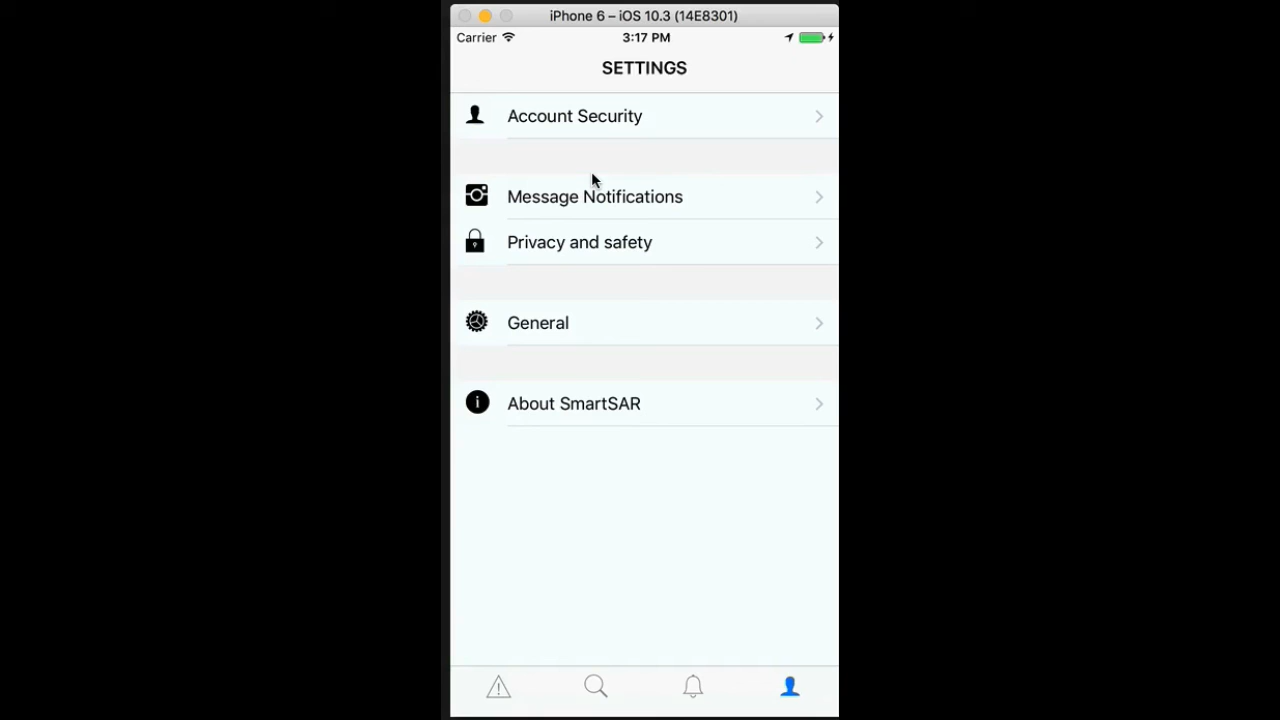 iPhone 6 – iOS 10.3 (14E8301)
Carrier 3:17 PM
SETTINGS
Account Security
Message Notifications
Privacy and safety
General
About SmartSAR